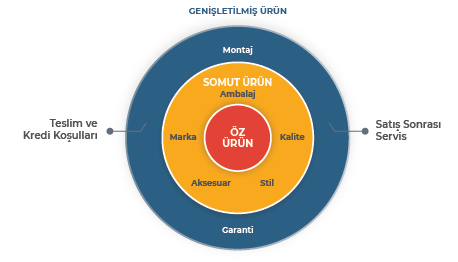 GENİŞLETİLMİŞ ÜRÜN
Montaj
SOMUT ÜRÜN
Ambalaj
Teslim ve
Kredi Koşulları
Marka
ÖZ
ÜRÜN
Kalite
Satış Sonrası
Servis
Aksesuar
Stil
Garanti